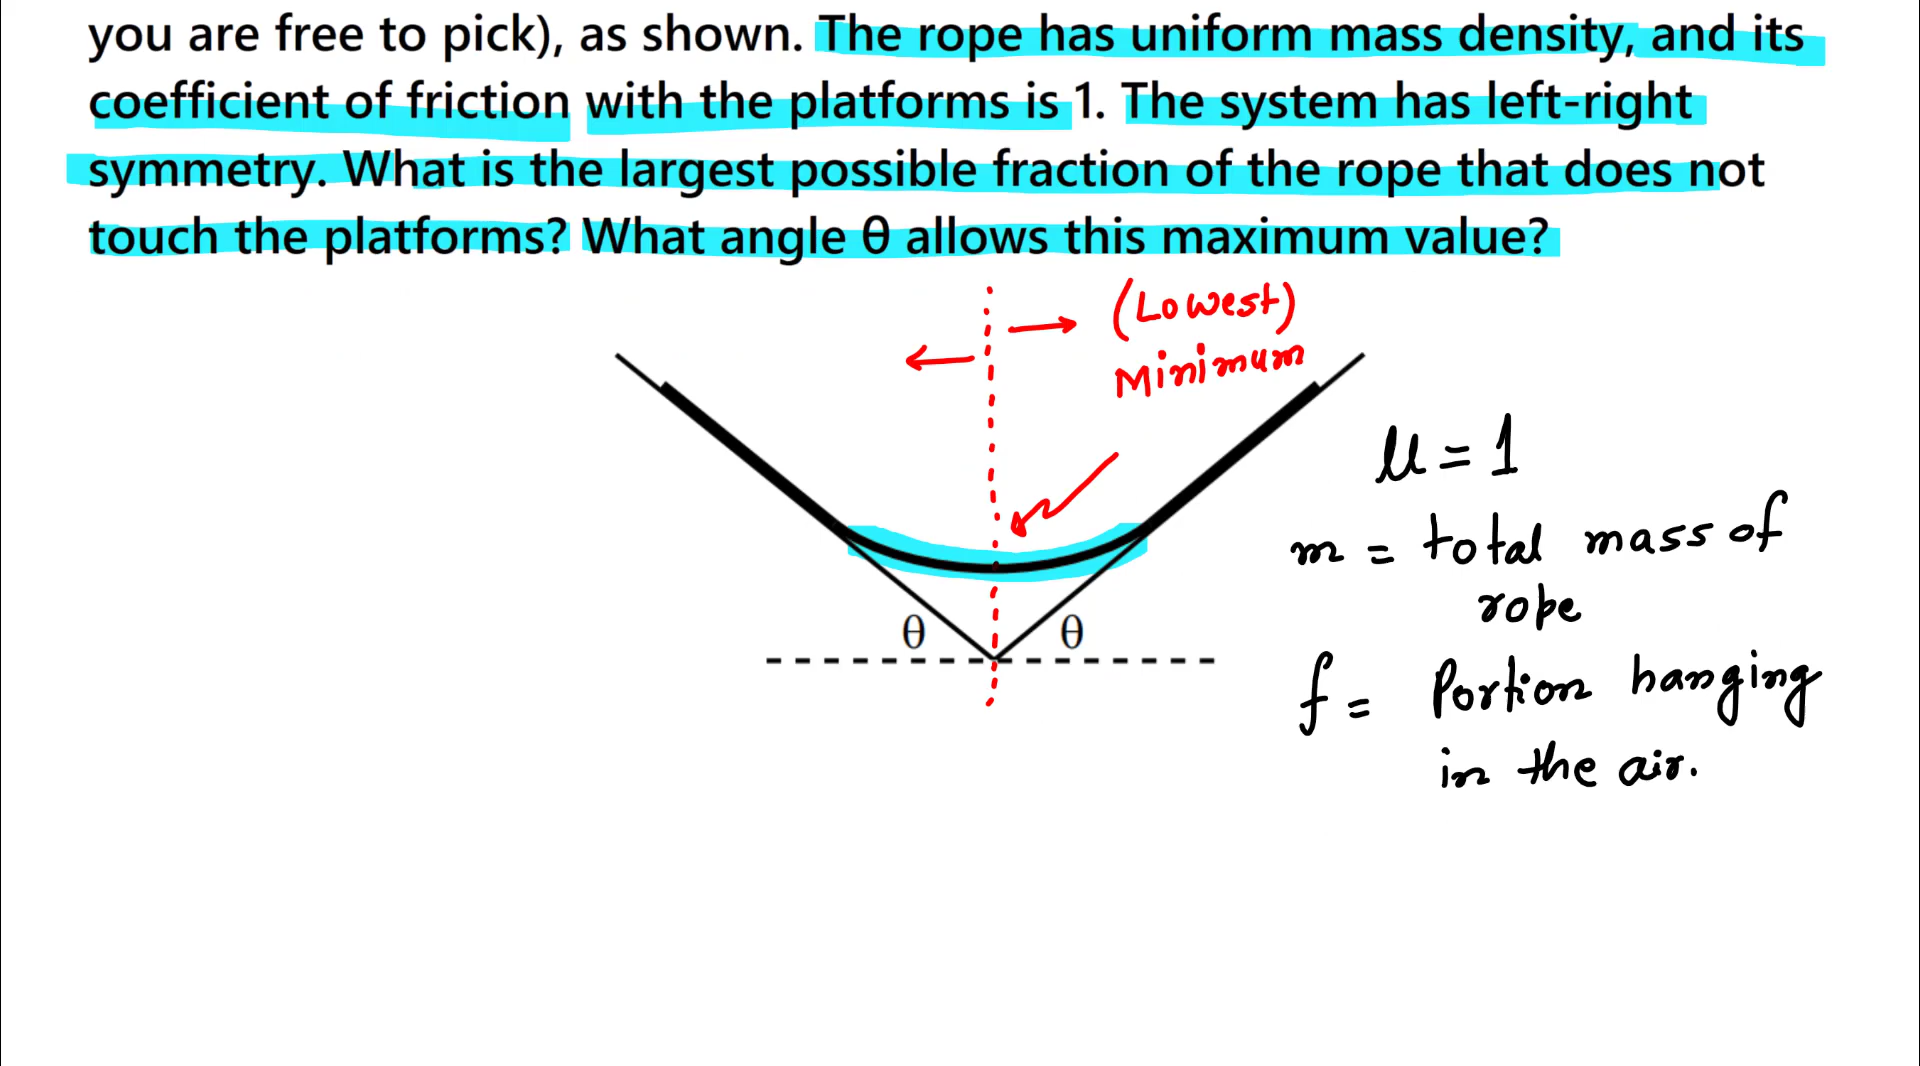 you are free to pick), as shown. The rope has uniform mass density, and its
coefficient of friction with the platforms is 1. The system has left-right
symmetry. What is the largest possible fraction of the rope that does not
touch the platforms? What angle θ allows this maximum value?
(Lowest)
Minimum
μ = 1
m = total mass of
rope
f = Portion hanging
in the air.
θ θ